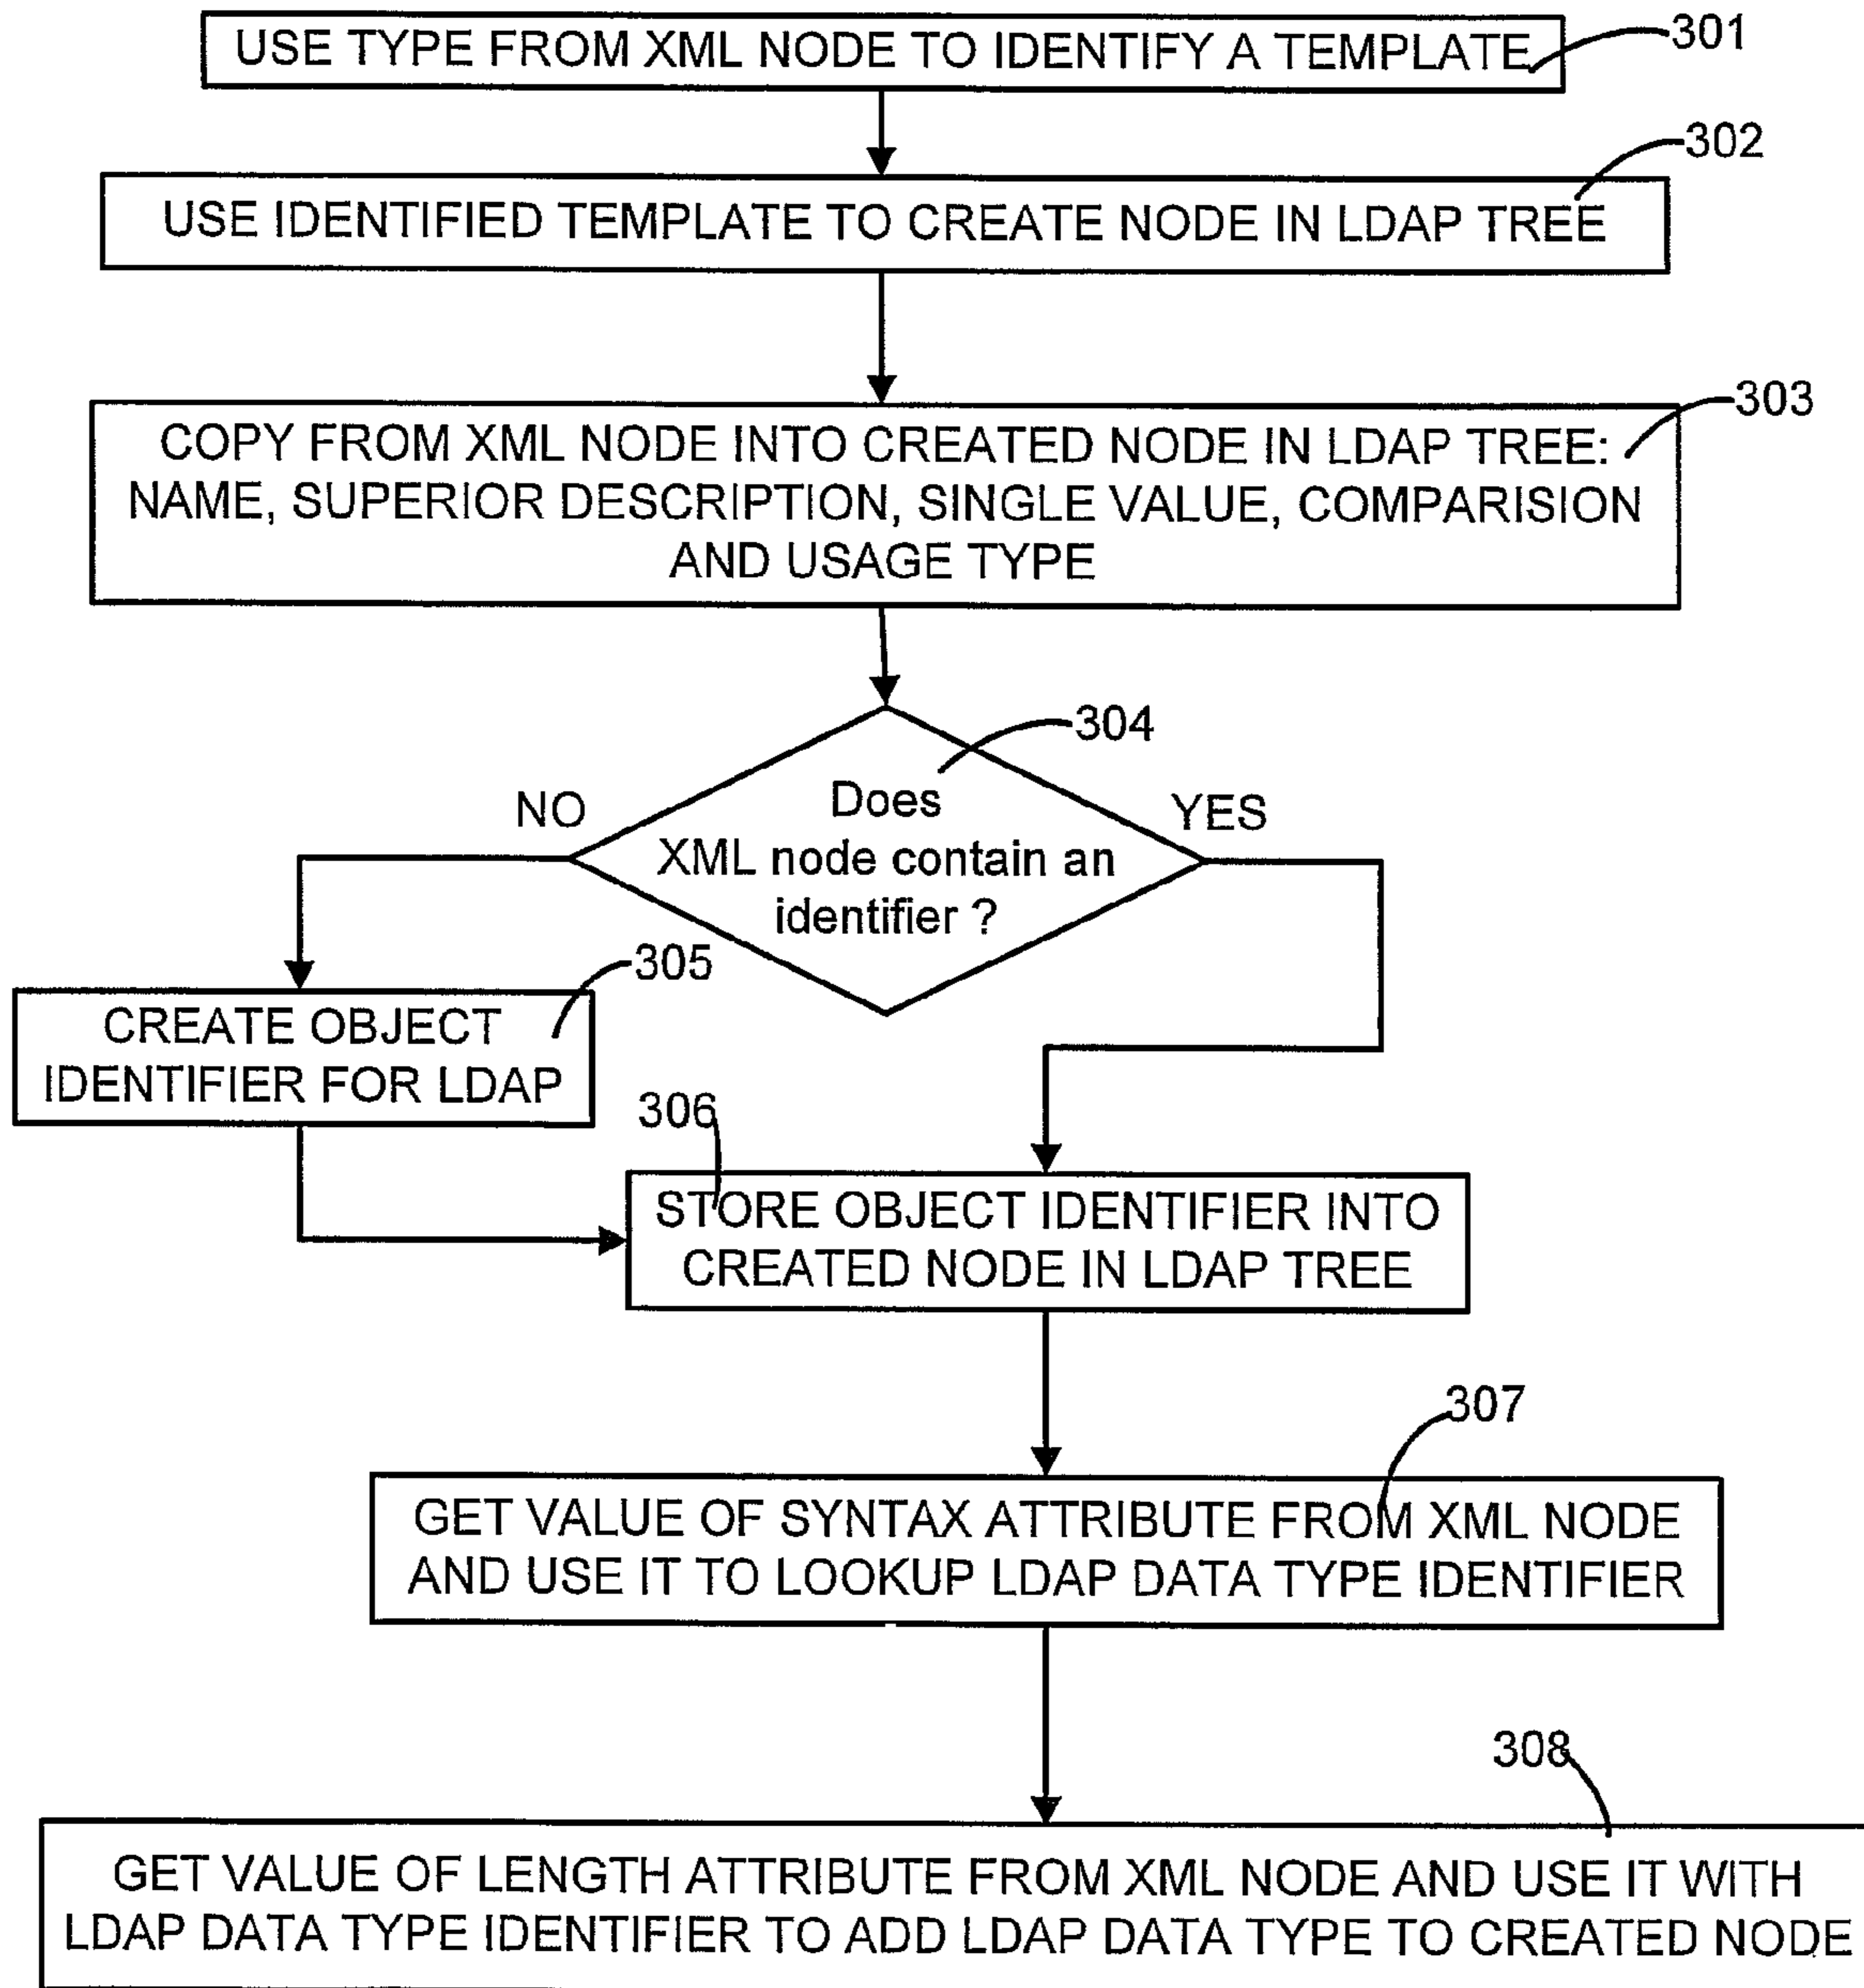 USE TYPE FROM XML NODE TO IDENTIFY A TEMPLATE
301
302
USE IDENTIFIED TEMPLATE TO CREATE NODE IN LDAP TREE
303
COPY FROM XML NODE INTO CREATED NODE IN LDAP TREE:
NAME, SUPERIOR DESCRIPTION, SINGLE VALUE, COMPARISION
AND USAGE TYPE
304
NO
YES
Does
XML node contain an
identifier ?
305
CREATE OBJECT
IDENTIFIER FOR LDAP
306
STORE OBJECT IDENTIFIER INTO
CREATED NODE IN LDAP TREE
307
GET VALUE OF SYNTAX ATTRIBUTE FROM XML NODE
AND USE IT TO LOOKUP LDAP DATA TYPE IDENTIFIER
308
GET VALUE OF LENGTH ATTRIBUTE FROM XML NODE AND USE IT WITH
LDAP DATA TYPE IDENTIFIER TO ADD LDAP DATA TYPE TO CREATED NODE